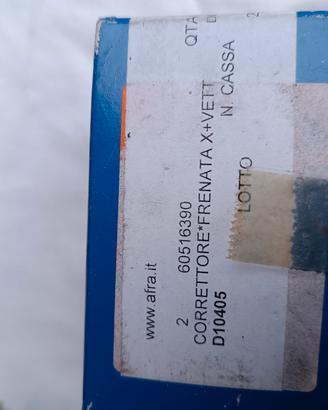 www.afra.it
2 60516390 QTA
CORRETTORE*FRENATA X+VETT
D10405 N. CASSA
LOTTO